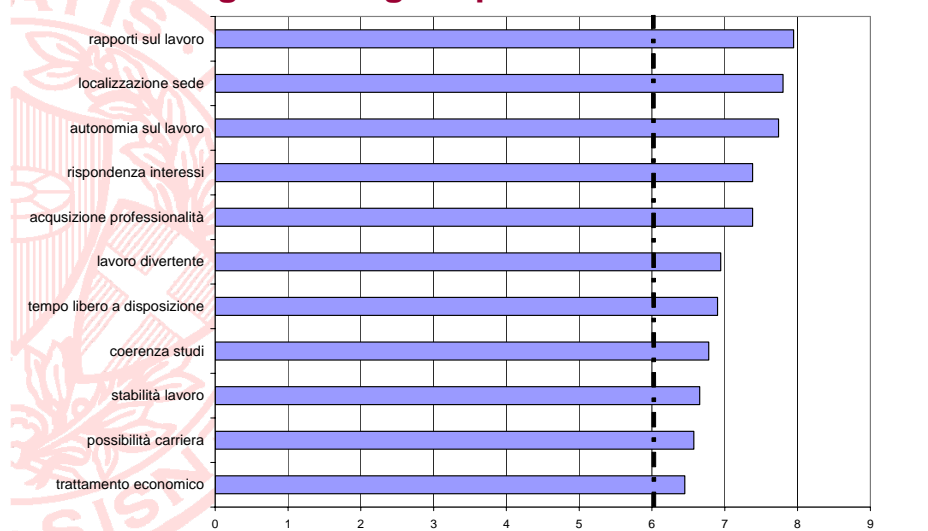 rapporti sul lavoro
localizzazione sede
autonomia sul lavoro
rispondenza interessi
acqusizione professionalità
lavoro divertente
tempo libero a disposizione
coerenza studi
stabilità lavoro
possibilità carriera
trattamento economico
0 1 2 3 4 5 6 7 8 9